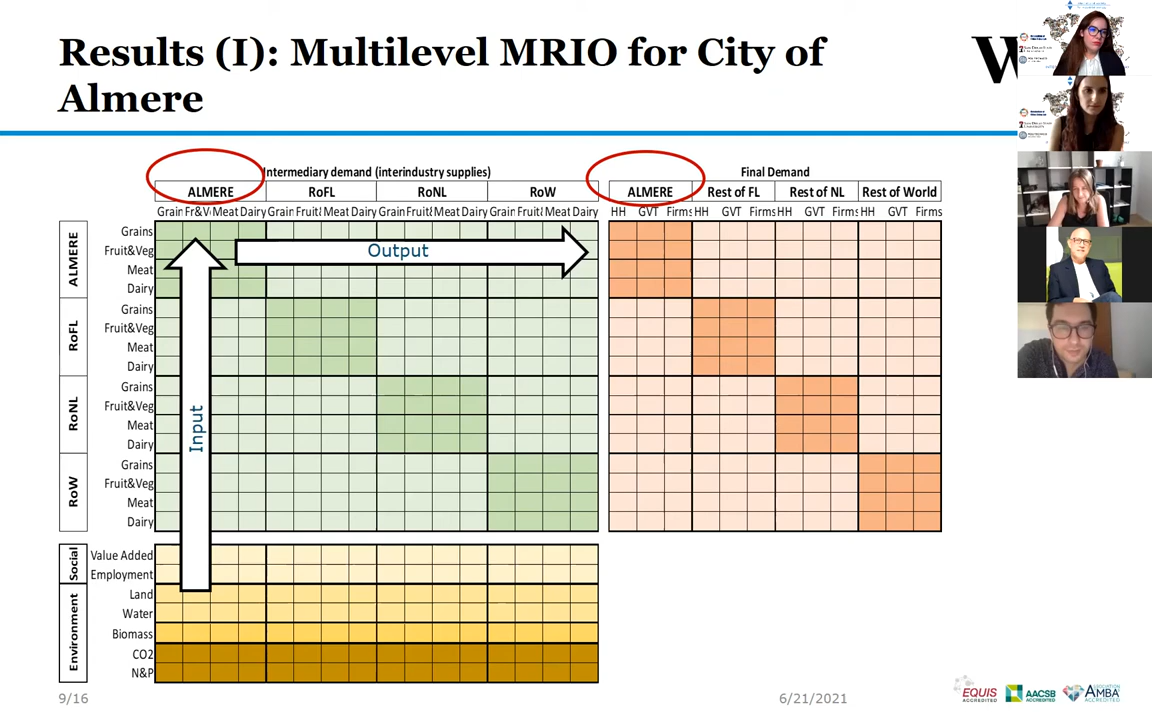 Results (I): Multilevel MRIO for City of
Almere
Intermediary demand (interindustry supplies)
Final Demand
ALMERE RoFL RoNL RoW
ALMERE Rest of FL Rest of NL Rest of World
Grain Fr&V Meat Dairy Grain Fruit& Meat Dairy Grain Fruit& Meat Dairy Grain Fruit& Meat Dairy
HH GVT Firms HH GVT Firms HH GVT Firms HH GVT Firms
ALMERE
Grains
Fruit&Veg
Meat
Dairy
Output
RoFL
Grains
Fruit&Veg
Meat
Dairy
RoNL
Grains
Fruit&Veg
Meat
Dairy
Input
RoW
Grains
Fruit&Veg
Meat
Dairy
Social
Value Added
Employment
Environment
Land
Water
Biomass
CO2
N&P
9/16
6/21/2021
EQUIS
ACCREDITED
AACSB
ACCREDITED
AMBA
ACCREDITED